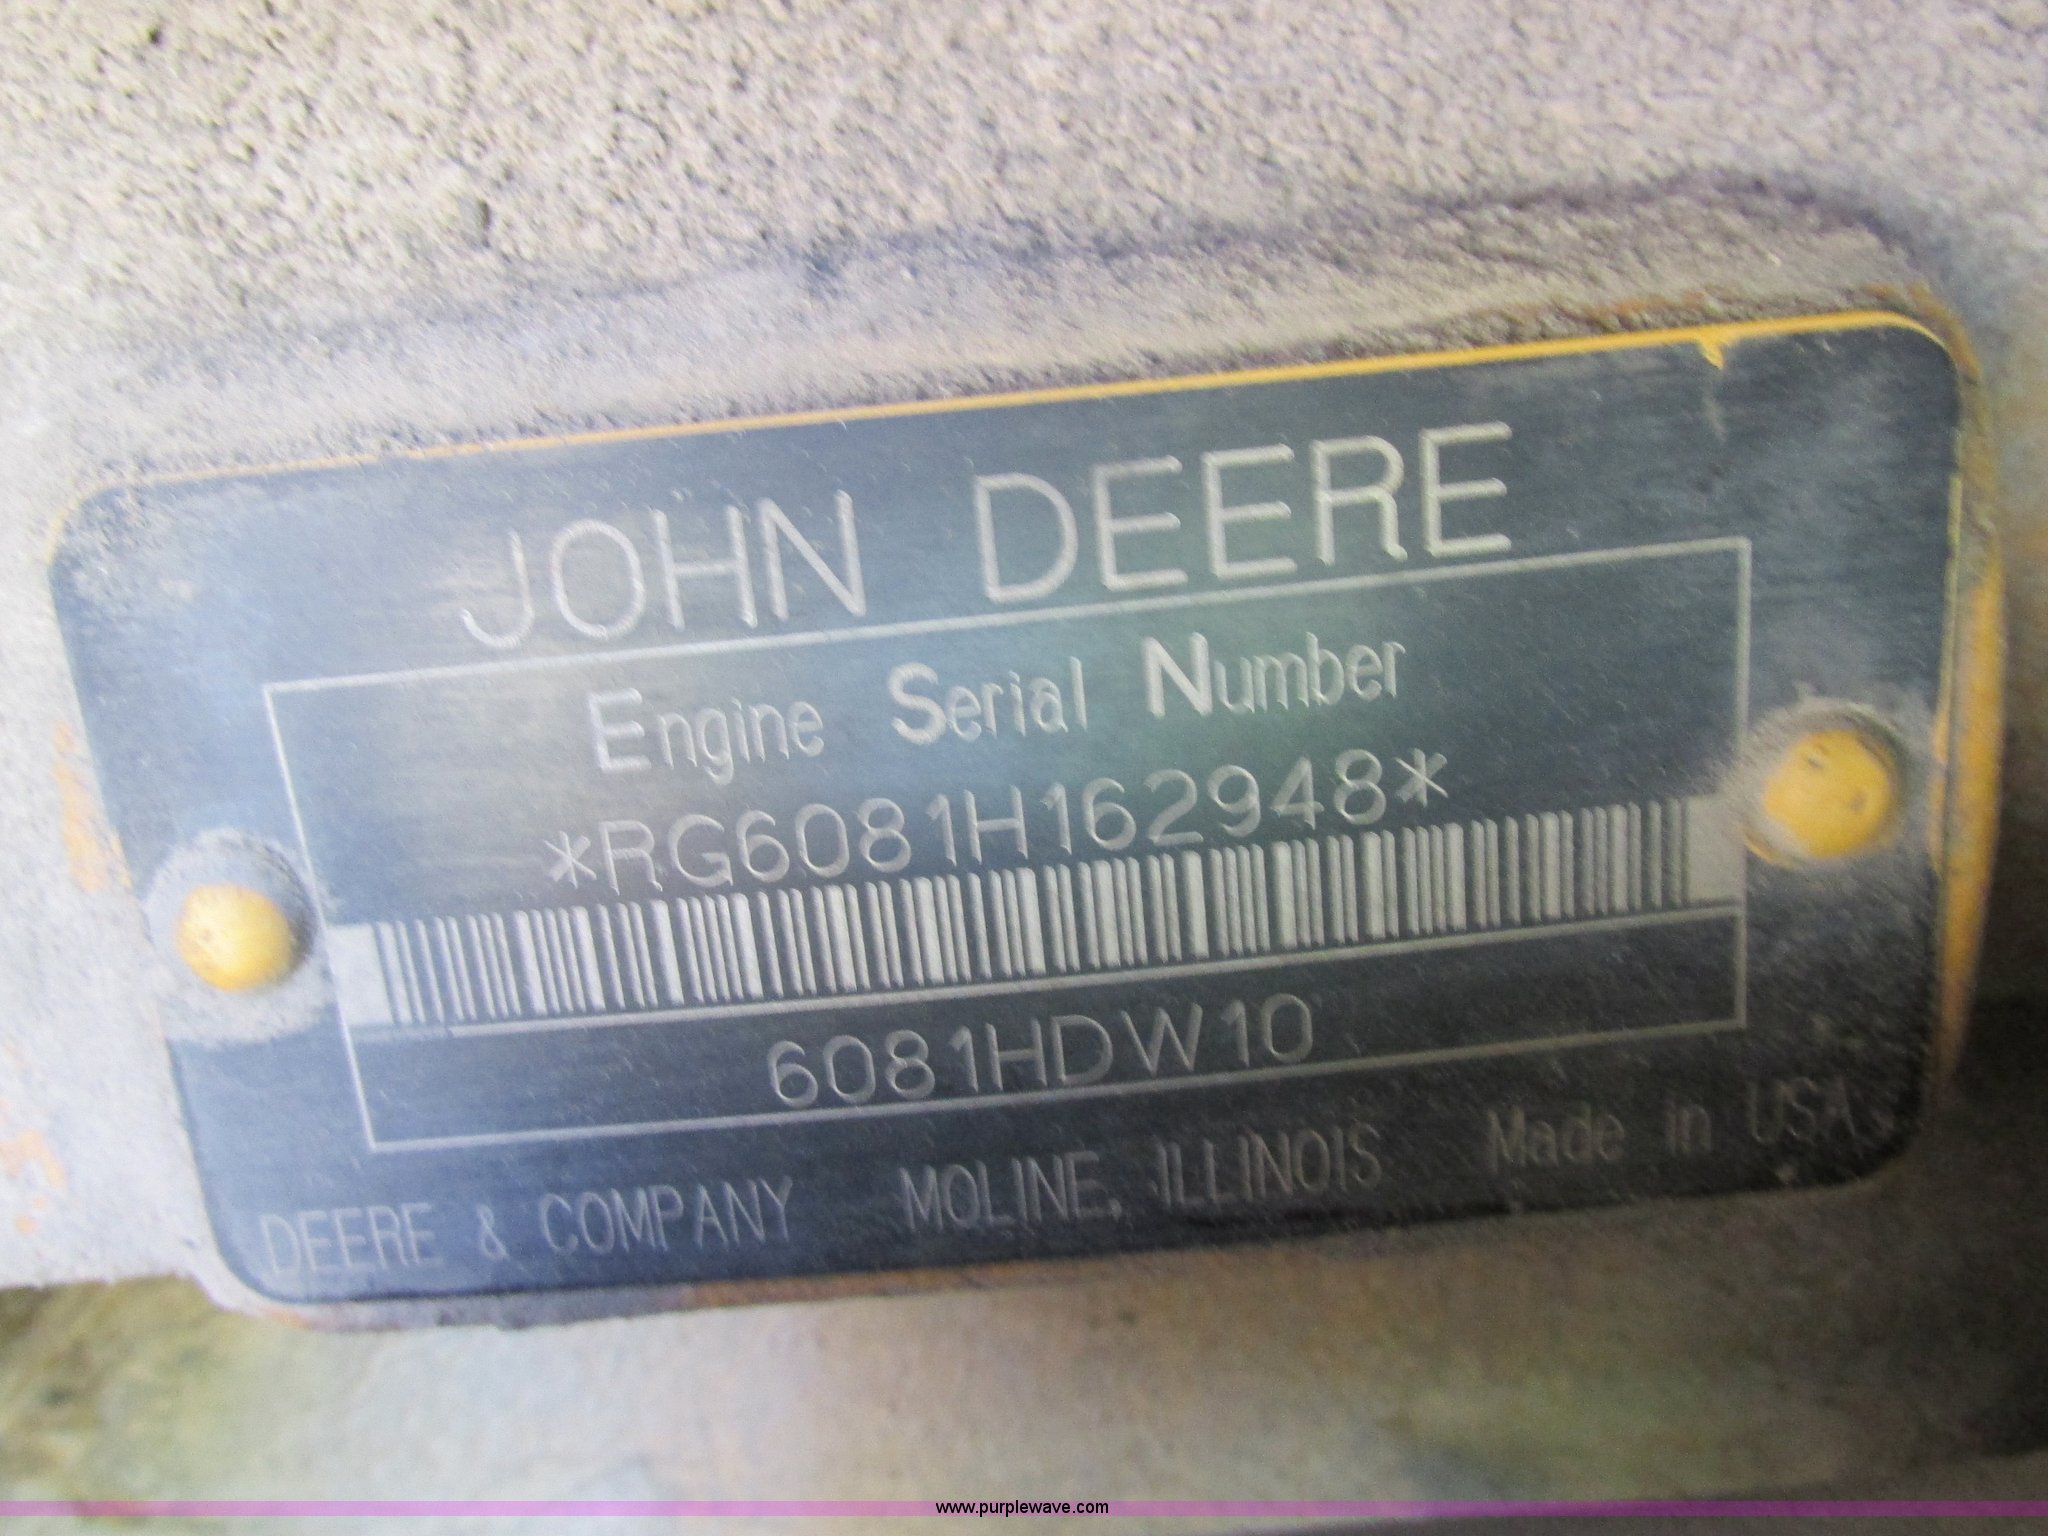 JOHN DEERE
Engine Serial Number
*RG6081H162948*
6081HDW10
DEERE & COMPANY MOLINE, ILLINOIS Made in USA
www.purplewave.com